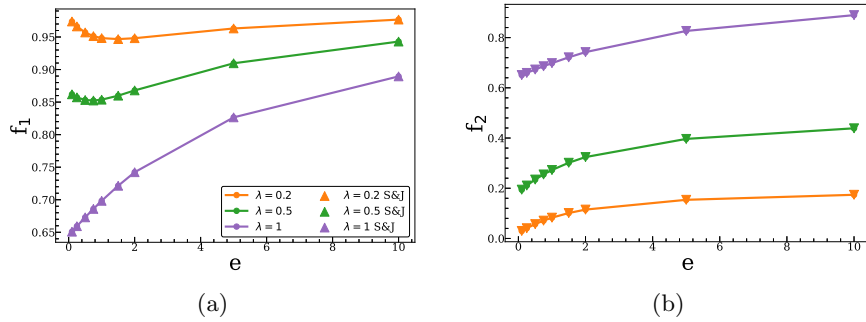 0.95
0.90
0.85
0.80
0.75
0.70
0.65
f₁
λ = 0.2
λ = 0.5
λ = 1
λ = 0.2 S&J
λ = 0.5 S&J
λ = 1 S&J
0 2 4 6 8 10
e
(a)
0.8
0.6
0.4
0.2
0.0
f₂
0 2 4 6 8 10
e
(b)